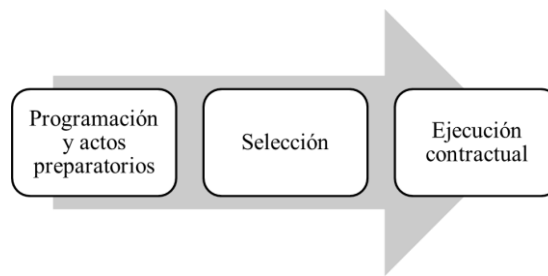 Programación
y actos
preparatorios
Selección
Ejecución
contractual